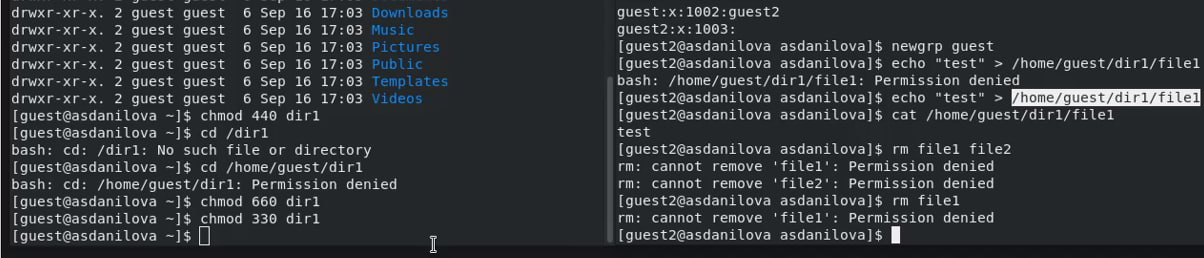 drwxr-xr-x. 2 guest guest  6 Sep 16 17:03 Downloads
drwxr-xr-x. 2 guest guest  6 Sep 16 17:03 Music
drwxr-xr-x. 2 guest guest  6 Sep 16 17:03 Pictures
drwxr-xr-x. 2 guest guest  6 Sep 16 17:03 Public
drwxr-xr-x. 2 guest guest  6 Sep 16 17:03 Templates
drwxr-xr-x. 2 guest guest  6 Sep 16 17:03 Videos
[guest@asdanilova ~]$ chmod 440 dir1
[guest@asdanilova ~]$ cd /dir1
bash: cd: /dir1: No such file or directory
[guest@asdanilova ~]$ cd /home/guest/dir1
bash: cd: /home/guest/dir1: Permission denied
[guest@asdanilova ~]$ chmod 660 dir1
[guest@asdanilova ~]$ chmod 330 dir1
[guest@asdanilova ~]$
guest:x:1002:guest2
guest2:x:1003:
[guest2@asdanilova asdanilova]$ newgrp guest
[guest2@asdanilova asdanilova]$ echo "test" > /home/guest/dir1/file1
bash: /home/guest/dir1/file1: Permission denied
[guest2@asdanilova asdanilova]$ echo "test" > /home/guest/dir1/file1
[guest2@asdanilova asdanilova]$ cat /home/guest/dir1/file1
test
[guest2@asdanilova asdanilova]$ rm file1 file2
rm: cannot remove 'file1': Permission denied
rm: cannot remove 'file2': Permission denied
[guest2@asdanilova asdanilova]$ rm file1
rm: cannot remove 'file1': Permission denied
[guest2@asdanilova asdanilova]$